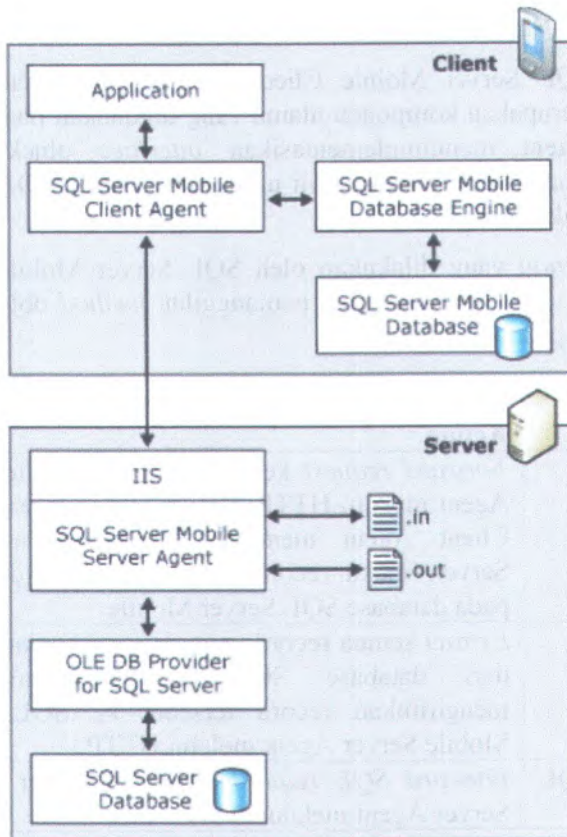 Client
Application
SQL Server Mobile
Client Agent
SQL Server Mobile
Database Engine
SQL Server Mobile
Database
Server
IIS
SQL Server Mobile
Server Agent
.in
.out
OLE DB Provider
for SQL Server
SQL Server
Database